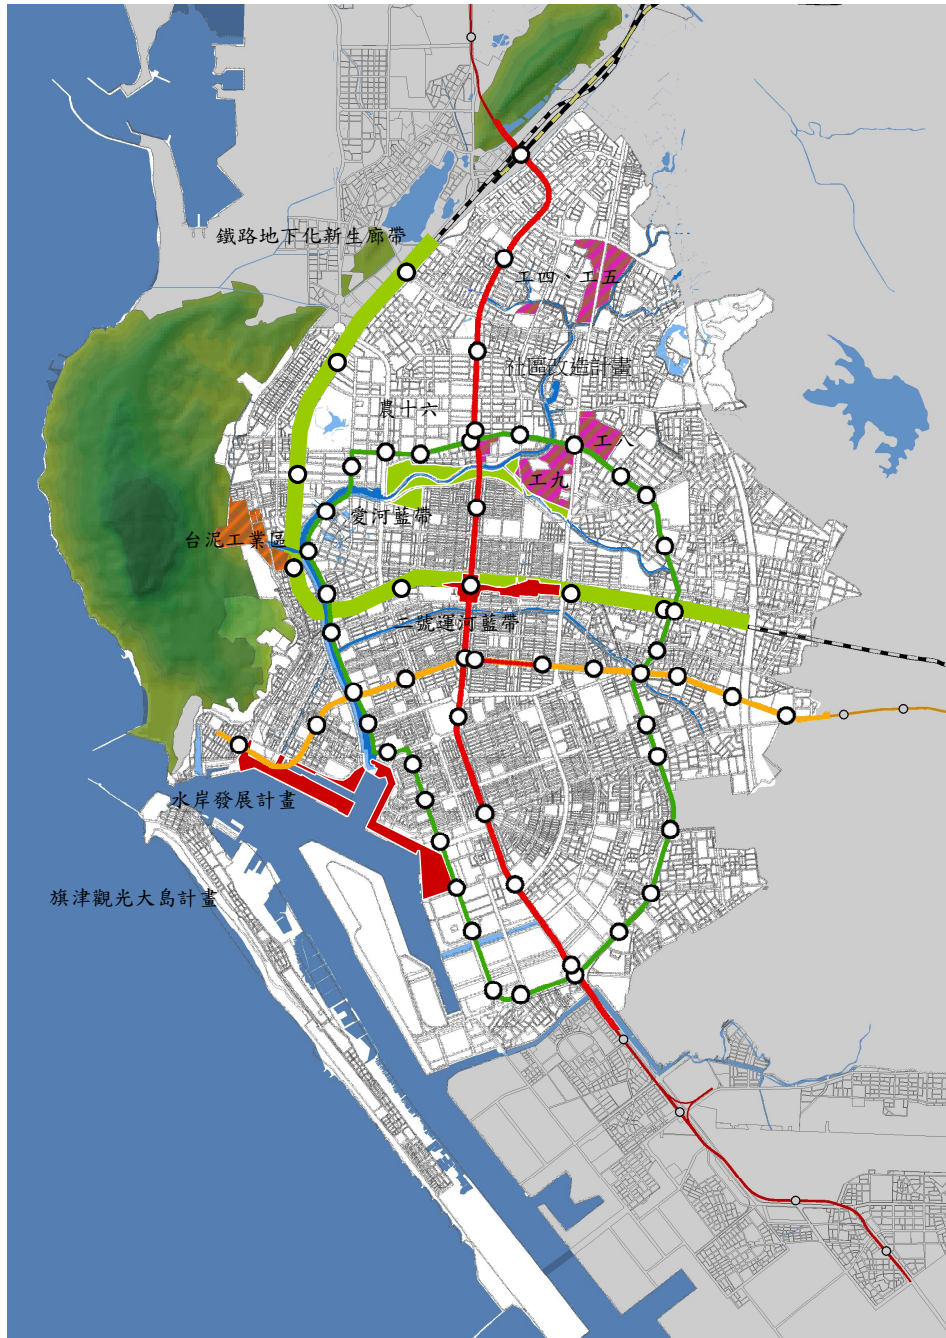 鐵路地下化新生廊帶
工四、工五
社區改造計畫
農十六
工八
工九
愛河藍帶
台泥工業區
二號運河藍帶
水岸發展計畫
旗津觀光大島計畫